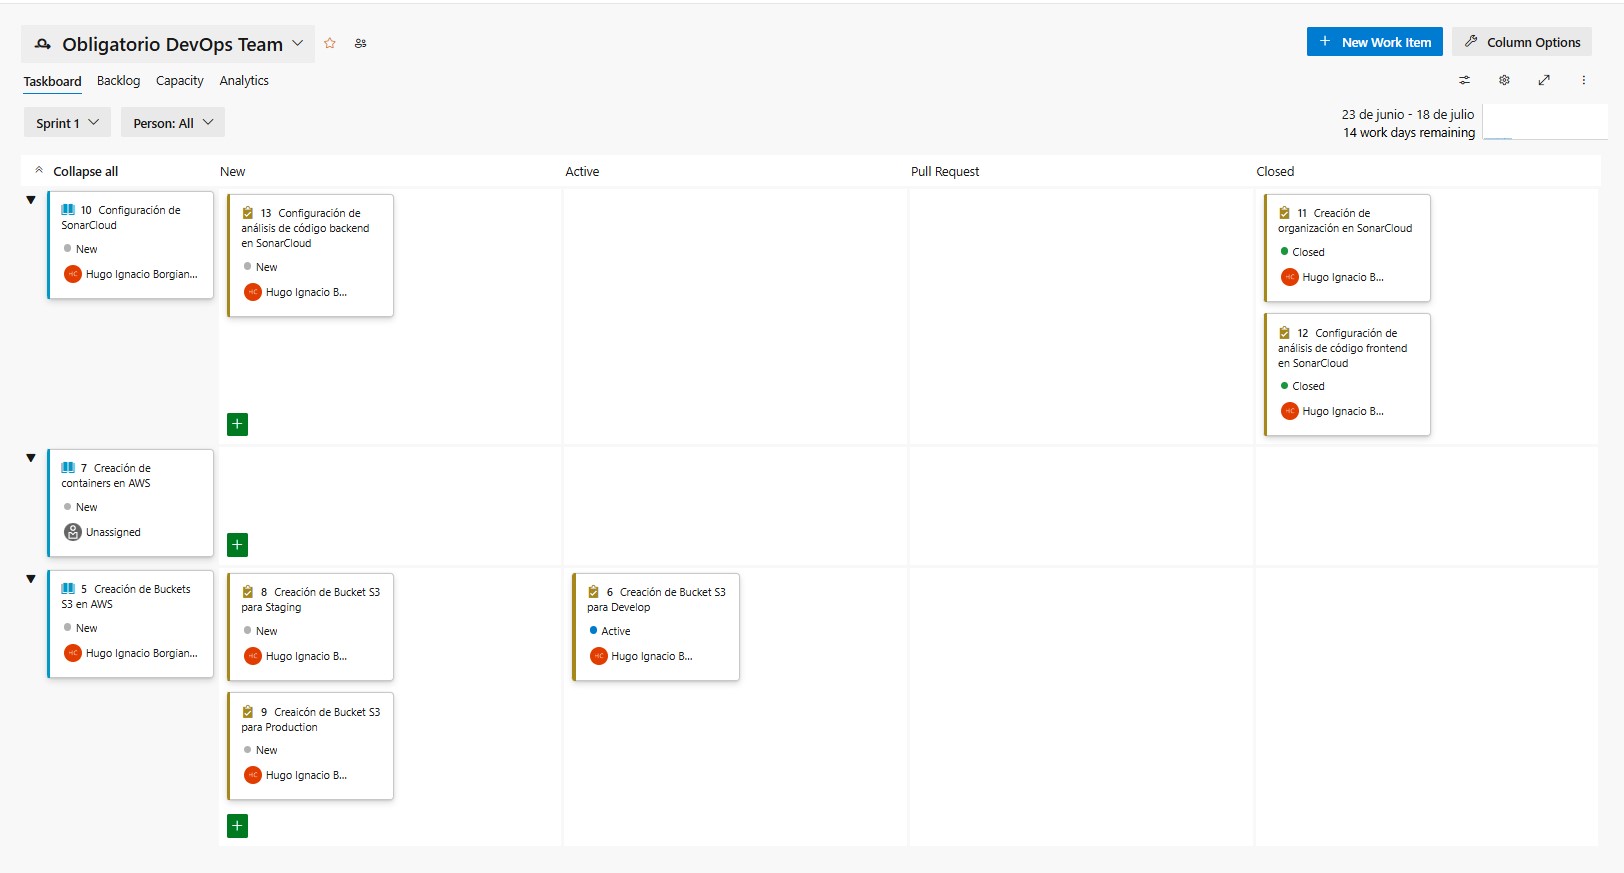 Obligatorio DevOps Team
New Work Item
Column Options
Taskboard
Backlog
Capacity
Analytics
Sprint 1
Person: All
23 de junio - 18 de julio
14 work days remaining
Collapse all
New
Active
Pull Request
Closed
10 Configuración de
SonarCloud
New
HC Hugo Ignacio Borgian...
13 Configuración de
análisis de código backend
en SonarCloud
New
HC Hugo Ignacio B...
11 Creación de
organización en SonarCloud
Closed
HC Hugo Ignacio B...
12 Configuración de
análisis de código frontend
en SonarCloud
Closed
HC Hugo Ignacio B...
7 Creación de
containers en AWS
New
Unassigned
5 Creación de Buckets
S3 en AWS
New
HC Hugo Ignacio Borgian...
8 Creación de Bucket S3
para Staging
New
HC Hugo Ignacio B...
9 Creaicón de Bucket S3
para Production
New
HC Hugo Ignacio B...
6 Creación de Bucket S3
para Develop
Active
HC Hugo Ignacio B...